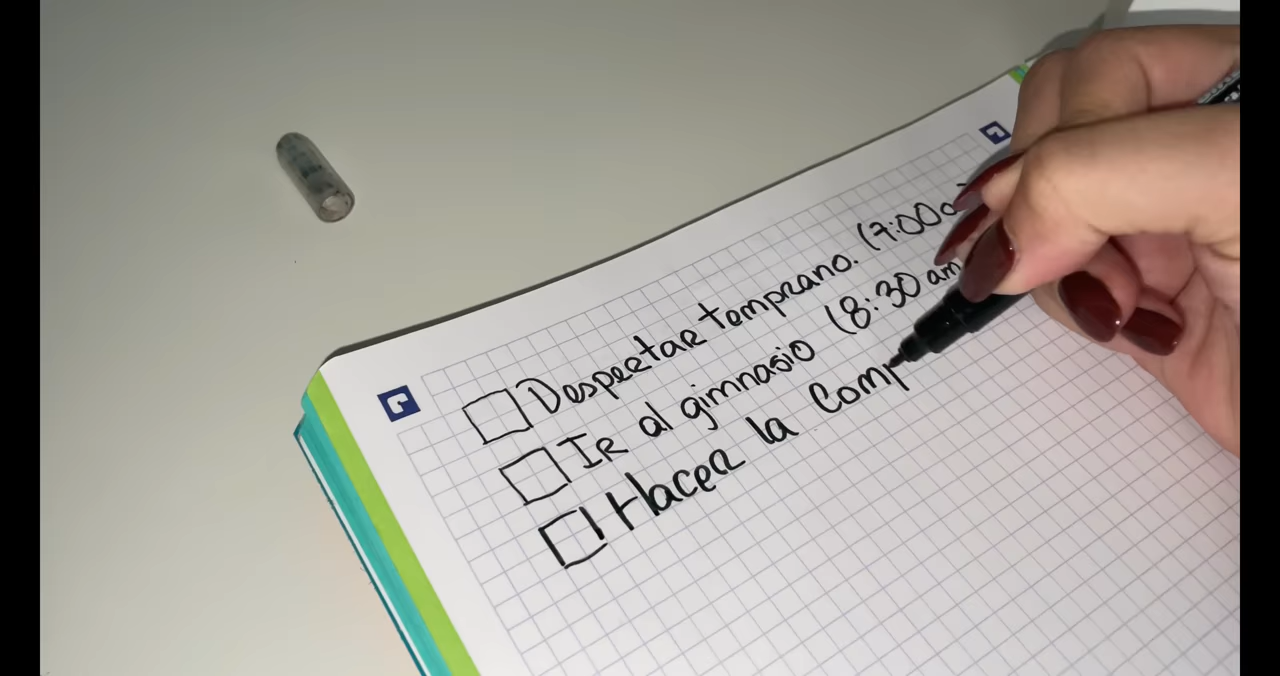 Despertar temprano. (7:00 a
Ir al gimnasio (8:30 am
Hacer la Comp